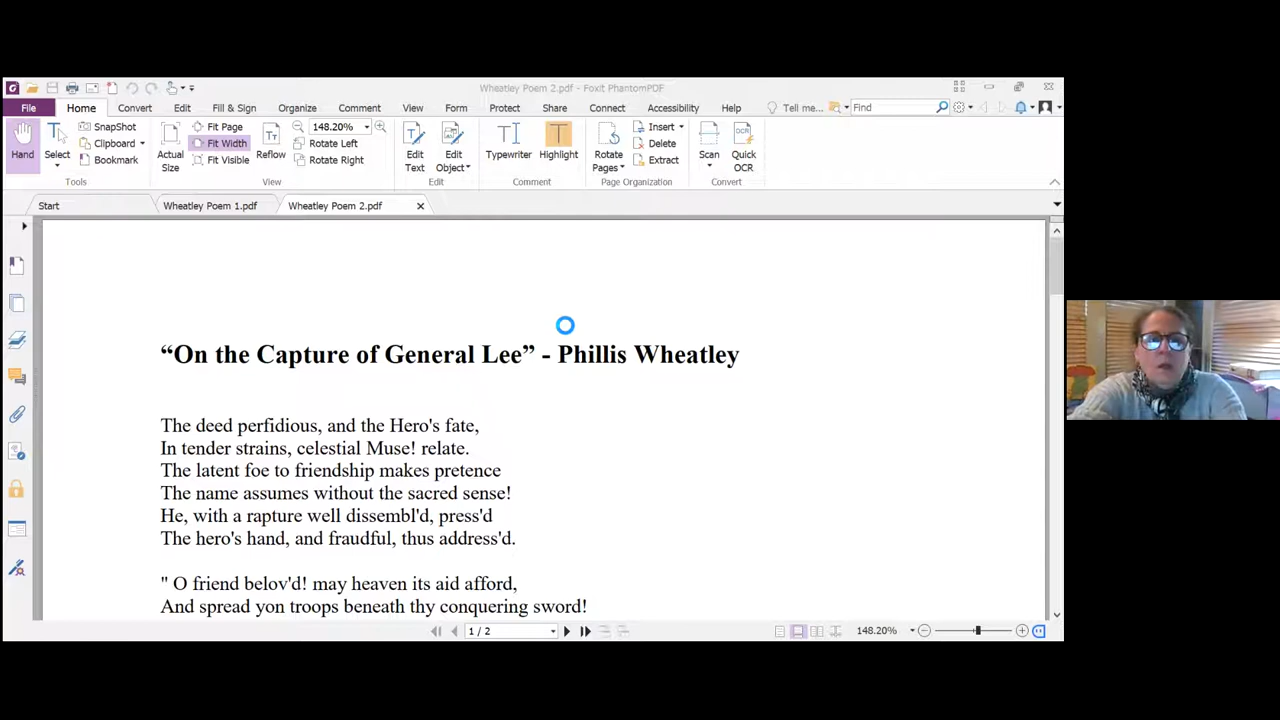 Wheatley Poem 2.pdf - Foxit PhantomPDF
File Home Convert Edit Fill & Sign Organize Comment View Form Protect Share Connect Accessibility Help Tell me... Find
Hand
Select
SnapShot
Clipboard
Bookmark
Tools
Actual Size
Fit Page
Fit Width
Fit Visible
Reflow
148.20%
Rotate Left
Rotate Right
View
Edit Text
Edit Object
Edit
Typewriter
Highlight
Comment
Rotate Pages
Insert
Delete
Extract
Page Organization
Scan
Quick OCR
Convert
Start Wheatley Poem 1.pdf Wheatley Poem 2.pdf
“On the Capture of General Lee” - Phillis Wheatley
The deed perfidious, and the Hero's fate,
In tender strains, celestial Muse! relate.
The latent foe to friendship makes pretence
The name assumes without the sacred sense!
He, with a rapture well dissembl'd, press'd
The hero's hand, and fraudful, thus address'd.
" O friend belov'd! may heaven its aid afford,
And spread yon troops beneath thy conquering sword!
1 / 2 148.20%